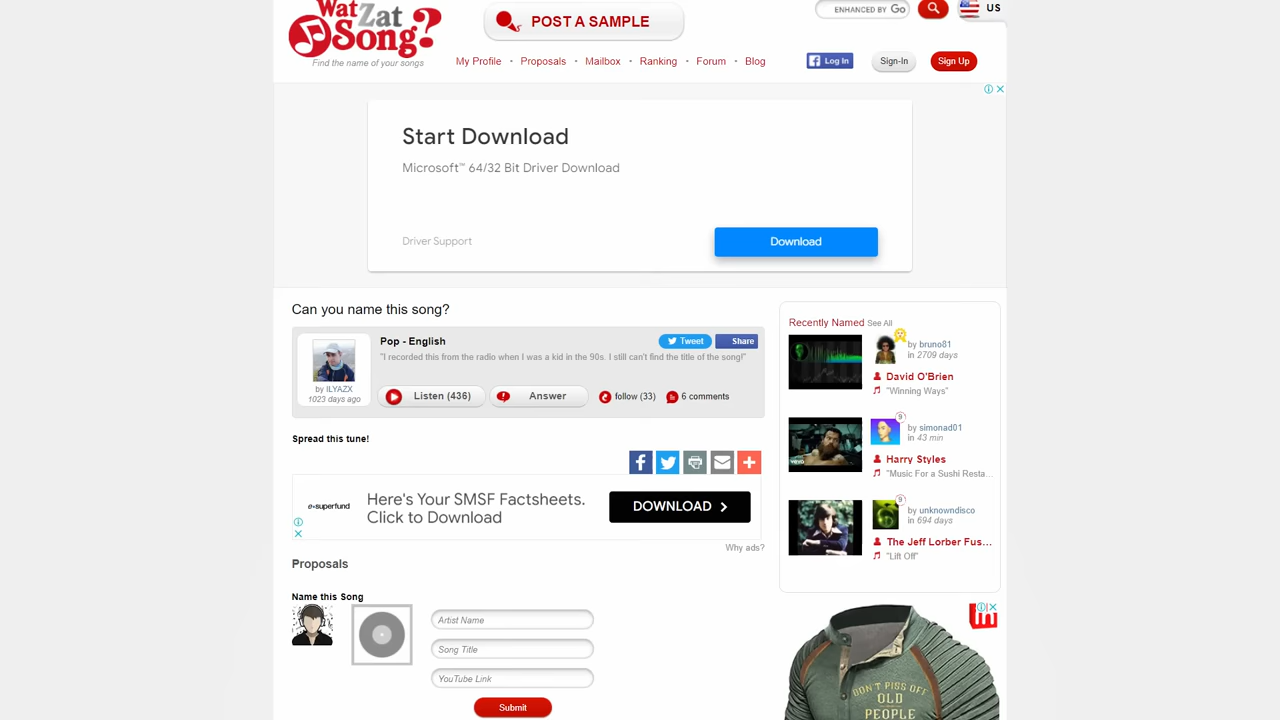 Wat Zat Song?
Find the name of your songs
POST A SAMPLE
ENHANCED BY Go
US
My Profile · Proposals · Mailbox · Ranking · Forum · Blog
Log In
Sign-In
Sign Up
Start Download
Microsoft™ 64/32 Bit Driver Download
Driver Support
Download
Can you name this song?
Pop - English
Tweet
Share
"I recorded this from the radio when I was a kid in the 90s. I still can't find the title of the song!"
by ILYAZX
1023 days ago
Listen (436)
Answer
follow (33)
6 comments
Spread this tune!
e•superfund
Here's Your SMSF Factsheets.
Click to Download
DOWNLOAD
Why ads?
Proposals
Name this Song
Artist Name
Song Title
YouTube Link
Submit
Recently Named See All
by bruno81
in 2709 days
David O'Brien
"Winning Ways"
9
by simonad01
in 43 min
Harry Styles
"Music For a Sushi Resta...
vevo
9
by unknowndisco
in 694 days
The Jeff Lorber Fus...
"Lift Off"
DON'T PISS OFF
OLD
PEOPLE